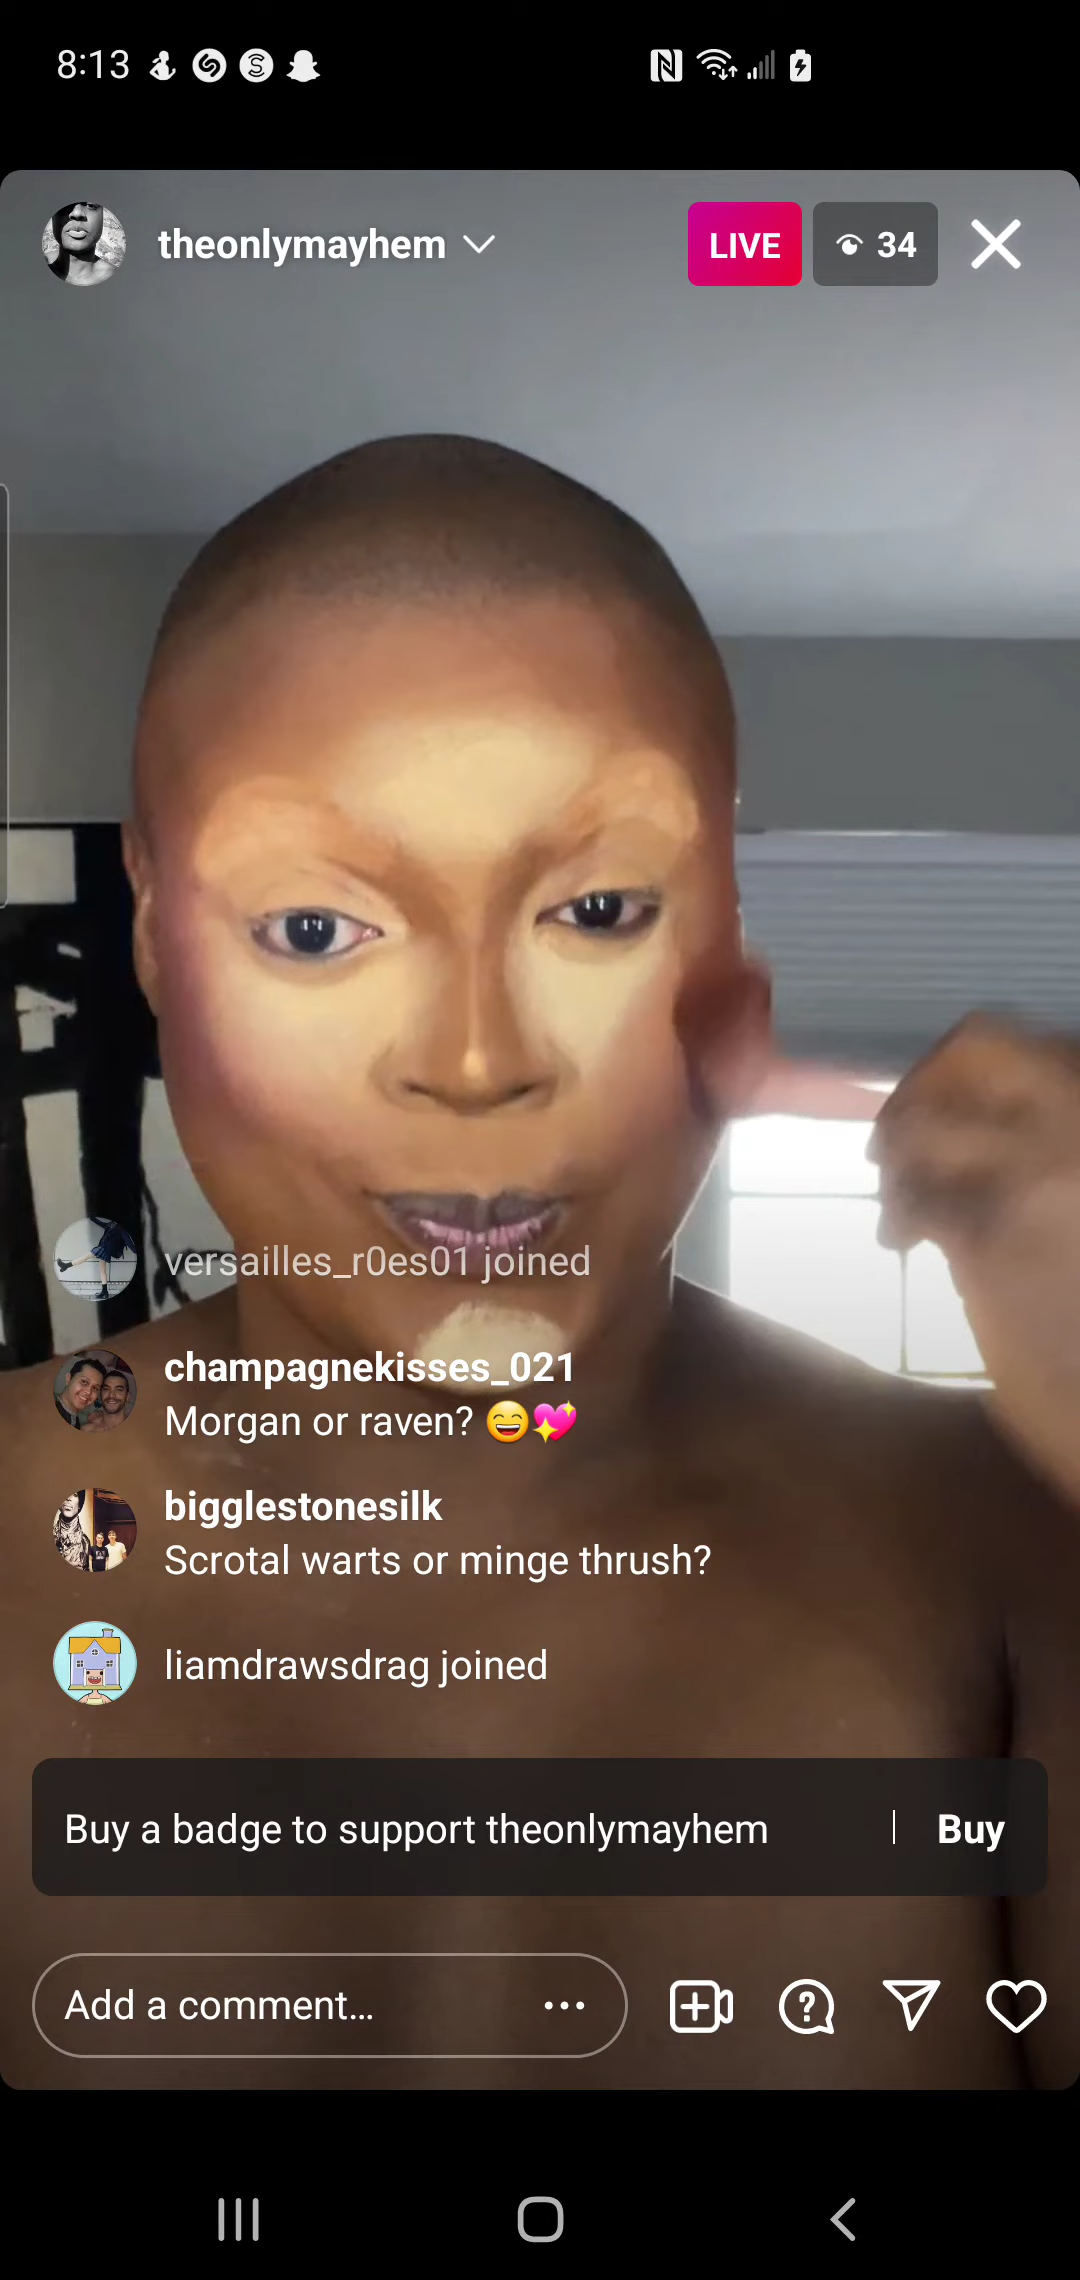 8:13
theonlymayhem
LIVE
34
versailles_r0es01 joined
champagnekisses_021
Morgan or raven? 😄💖
bigglestonesilk
Scrotal warts or minge thrush?
liamdrawsdrag joined
Buy a badge to support theonlymayhem | Buy
Add a comment...